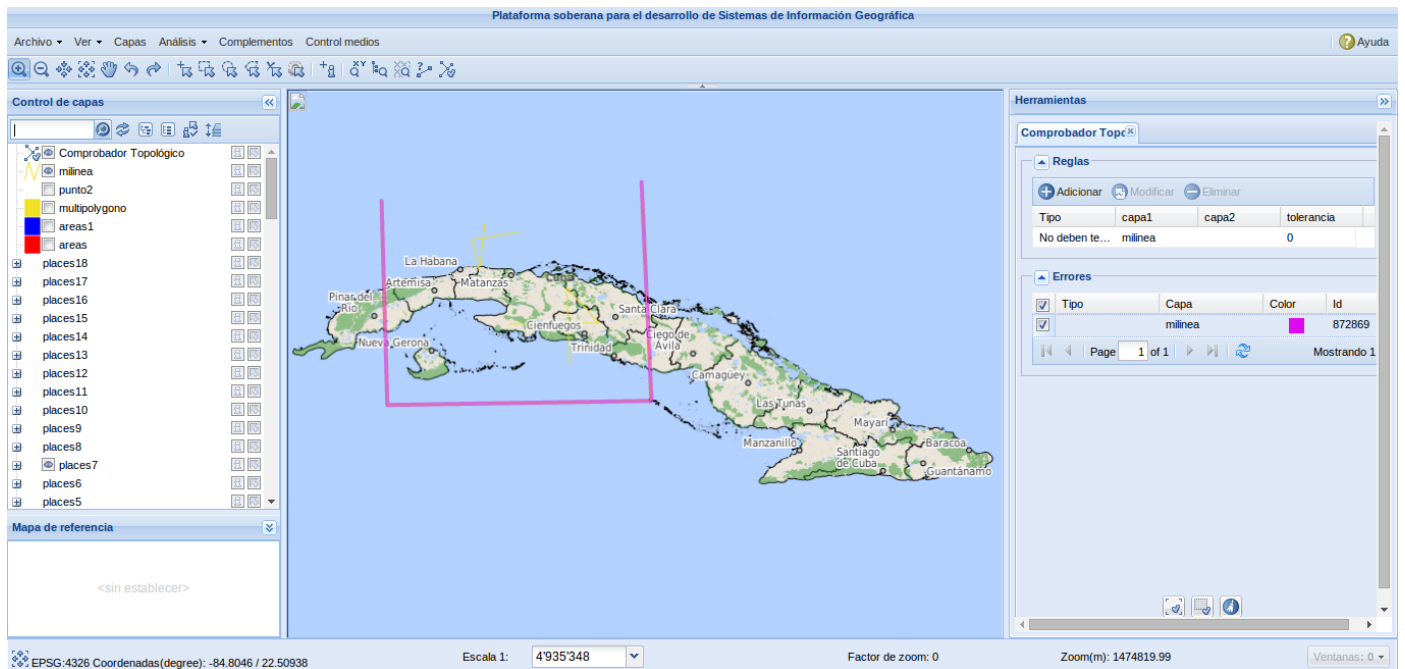 Plataforma soberana para el desarrollo de Sistemas de Información Geográfica
Archivo Ver Capas Análisis Complementos Control medios Ayuda
Control de capas
Comprobador Topológico
milinea
punto2
multipolygono
areas1
areas
places18
places17
places16
places15
places14
places13
places12
places11
places10
places9
places8
places7
places6
places5
Mapa de referencia
<sin establecer>
La Habana
Artemisa
Matanzas
Pinar del
Río
Santa Clara
Cienfuegos
Nueva Gerona
Trinidad
Ciego de
Ávila
Camagüey
Las Tunas
Mayarí
Manzanillo
Santiago
de Cuba
Baracoa
Guantánamo
Herramientas
Comprobador Topo
Reglas
Adicionar Modificar Eliminar
Tipo capa1 capa2 tolerancia
No deben te... milinea 0
Errores
Tipo Capa Color Id
milinea 872869
Page 1 of 1 Mostrando 1
EPSG:4326 Coordenadas(degree): -84.8046 / 22.50938 Escala 1: 4'935'348 Factor de zoom: 0 Zoom(m): 1474819.99 Ventanas: 0